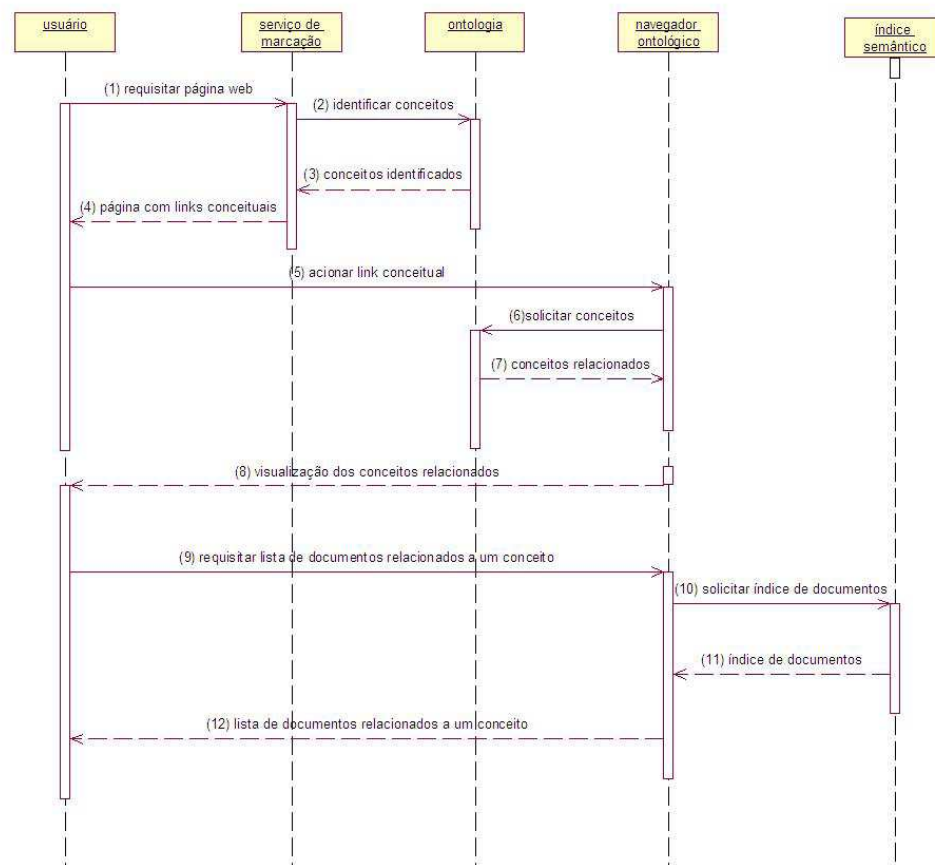 usuário
serviço de
marcação
ontologia
navegador
ontológico
índice
semântico
(1) requisitar página web
(2) identificar conceitos
(3) conceitos identificados
(4) página com links conceituais
(5) acionar link conceitual
(6)solicitar conceitos
(7) conceitos relacionados
(8) visualização dos conceitos relacionados
(9) requisitar lista de documentos relacionados a um conceito
(10) solicitar índice de documentos
(11) índice de documentos
(12) lista de documentos relacionados a um conceito